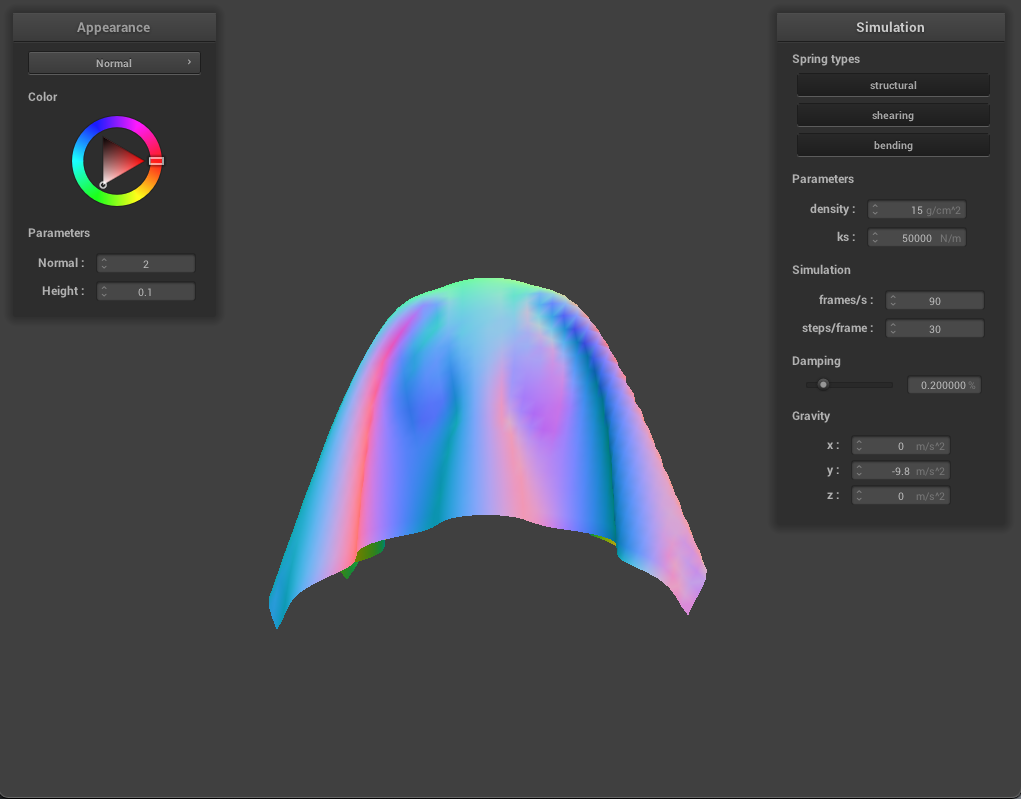 Appearance
Normal
Color
Parameters
Normal : 2
Height : 0.1
Simulation
Spring types
structural
shearing
bending
Parameters
density : 15 g/cm^2
ks : 50000 N/m
Simulation
frames/s : 90
steps/frame : 30
Damping
0.200000 %
Gravity
x : 0 m/s^2
y : -9.8 m/s^2
z : 0 m/s^2